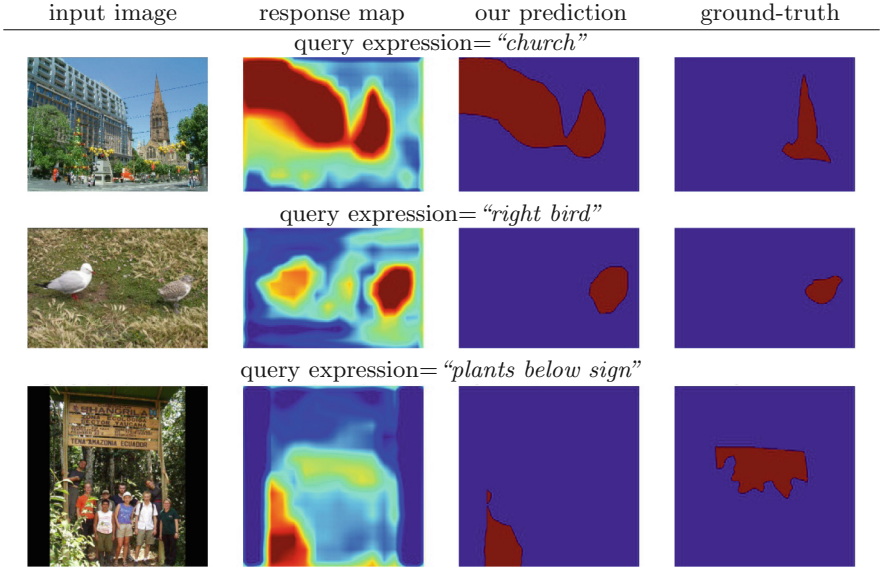 input image response map our prediction ground-truth
query expression=“church”
query expression=“right bird”
query expression=“plants below sign”
TENA AMAZONIA ECUADOR